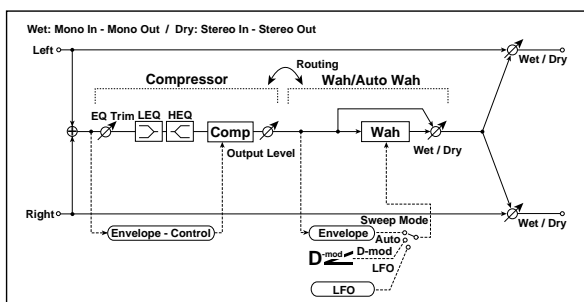 Wet: Mono In - Mono Out / Dry: Stereo In - Stereo Out
Left
Wet / Dry
Routing
Compressor
Wah/Auto Wah
EQ Trim
LEQ
HEQ
Comp
Wah
Output Level
Wet / Dry
Right
Wet / Dry
Sweep Mode
Envelope - Control
Envelope
Auto
D-mod
D-mod
LFO
LFO